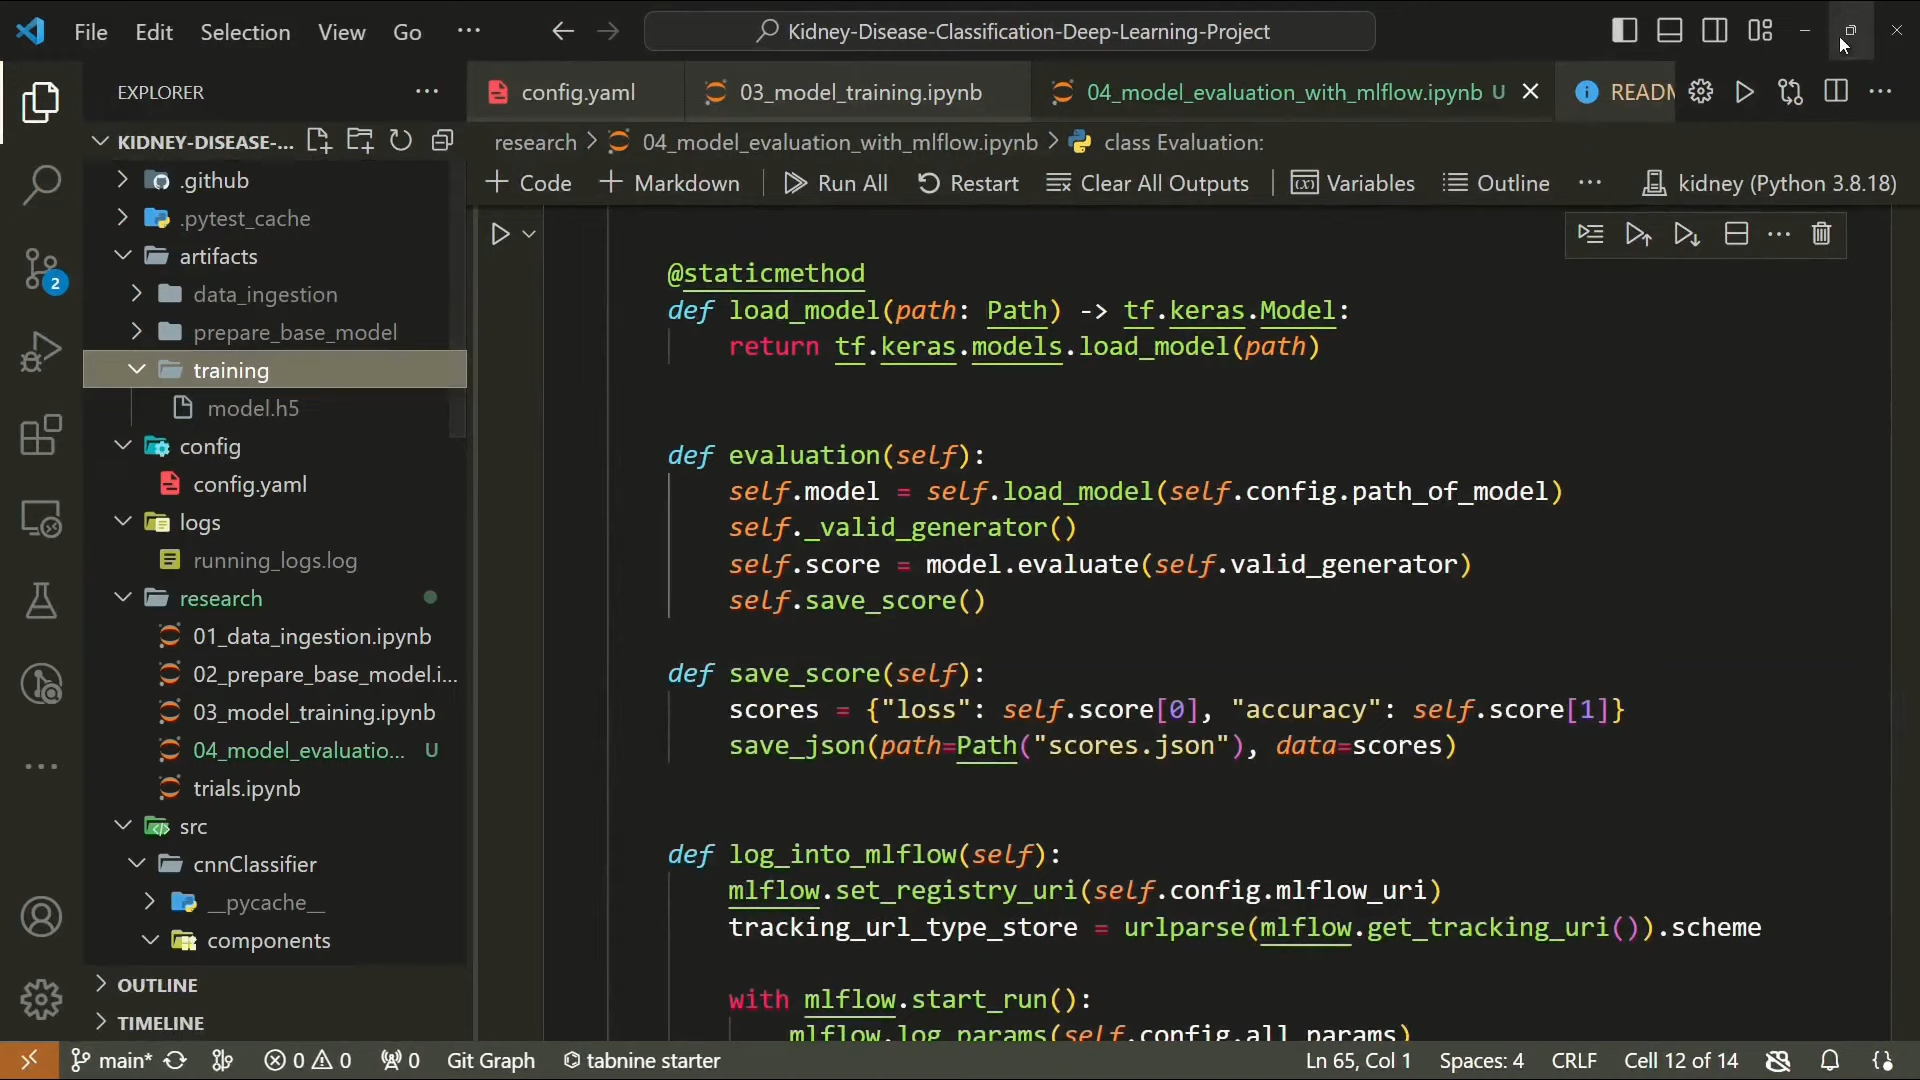 File Edit Selection View Go ... Kidney-Disease-Classification-Deep-Learning-Project
EXPLORER ...
KIDNEY-DISEASE-...
.github
.pytest_cache
artifacts
data_ingestion
prepare_base_model
training
model.h5
config
config.yaml
logs
running_logs.log
research
01_data_ingestion.ipynb
02_prepare_base_model.i...
03_model_training.ipynb
04_model_evaluatio... U
trials.ipynb
src
cnnClassifier
__pycache__
components
OUTLINE
TIMELINE
2
config.yaml 03_model_training.ipynb 04_model_evaluation_with_mlflow.ipynb U READM
research > 04_model_evaluation_with_mlflow.ipynb > class Evaluation:
+ Code + Markdown Run All Restart Clear All Outputs Variables Outline ... kidney (Python 3.8.18)
@staticmethod
def load_model(path: Path) -> tf.keras.Model:
return tf.keras.models.load_model(path)
def evaluation(self):
self.model = self.load_model(self.config.path_of_model)
self._valid_generator()
self.score = model.evaluate(self.valid_generator)
self.save_score()
def save_score(self):
scores = {"loss": self.score[0], "accuracy": self.score[1]}
save_json(path=Path("scores.json"), data=scores)
def log_into_mlflow(self):
mlflow.set_registry_uri(self.config.mlflow_uri)
tracking_url_type_store = urlparse(mlflow.get_tracking_uri()).scheme
with mlflow.start_run():
mlflow.log_params(self.config.all_params)
main* 0 0 0 Git Graph tabnine starter Ln 65, Col 1 Spaces: 4 CRLF Cell 12 of 14